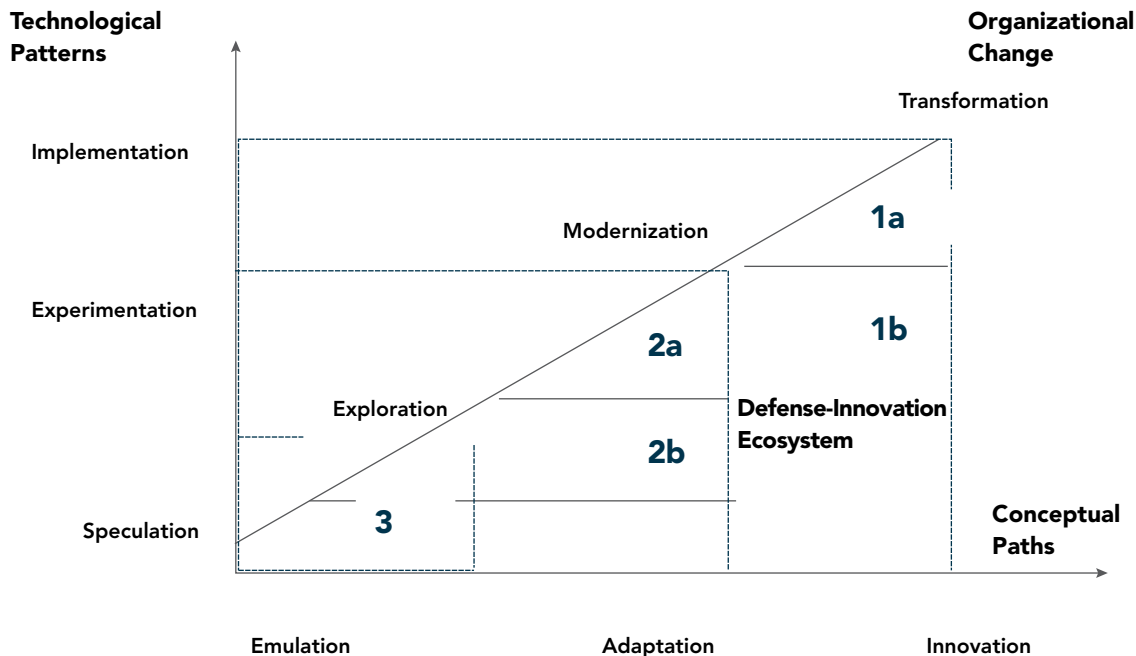 Technological
Patterns
Organizational
Change
Transformation
Implementation
1a
Modernization
Experimentation
1b
2a
Exploration
Defense-Innovation
Ecosystem
2b
3
Speculation
Conceptual
Paths
Emulation
Adaptation
Innovation